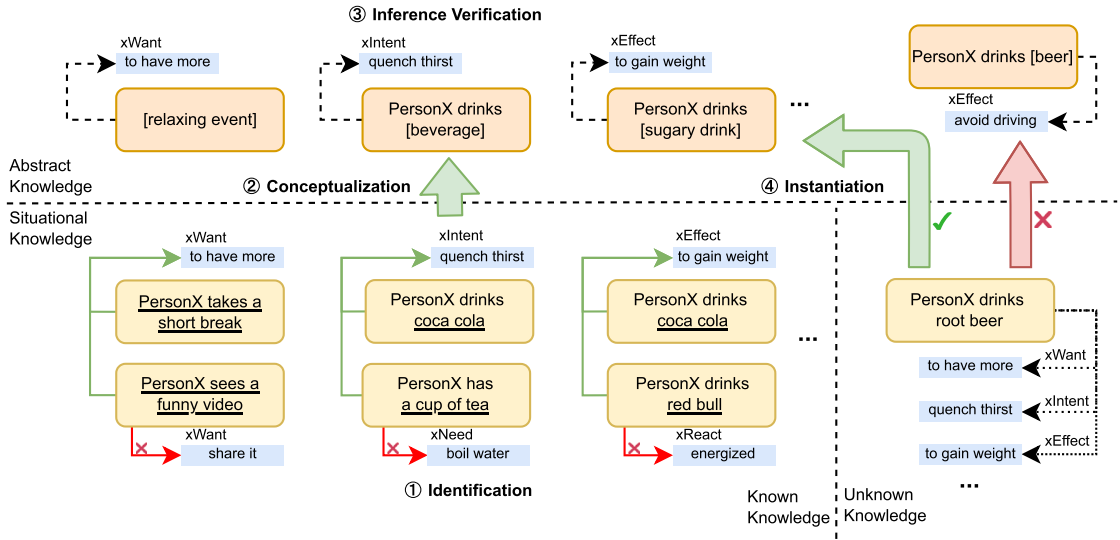 ③ Inference Verification
xWant
to have more
[relaxing event]
xIntent
quench thirst
PersonX drinks
[beverage]
xEffect
to gain weight
PersonX drinks
[sugary drink]
...
PersonX drinks [beer]
xEffect
avoid driving
Abstract
Knowledge
② Conceptualization
④ Instantiation
Situational
Knowledge
xWant
to have more
PersonX takes a
short break
PersonX sees a
funny video
xWant
share it
xIntent
quench thirst
PersonX drinks
coca cola
PersonX has
a cup of tea
xNeed
boil water
xEffect
to gain weight
PersonX drinks
coca cola
PersonX drinks
red bull
xReact
energized
...
① Identification
Known
Knowledge
PersonX drinks
root beer
xWant
to have more
xIntent
quench thirst
xEffect
to gain weight
...
Unknown
Knowledge